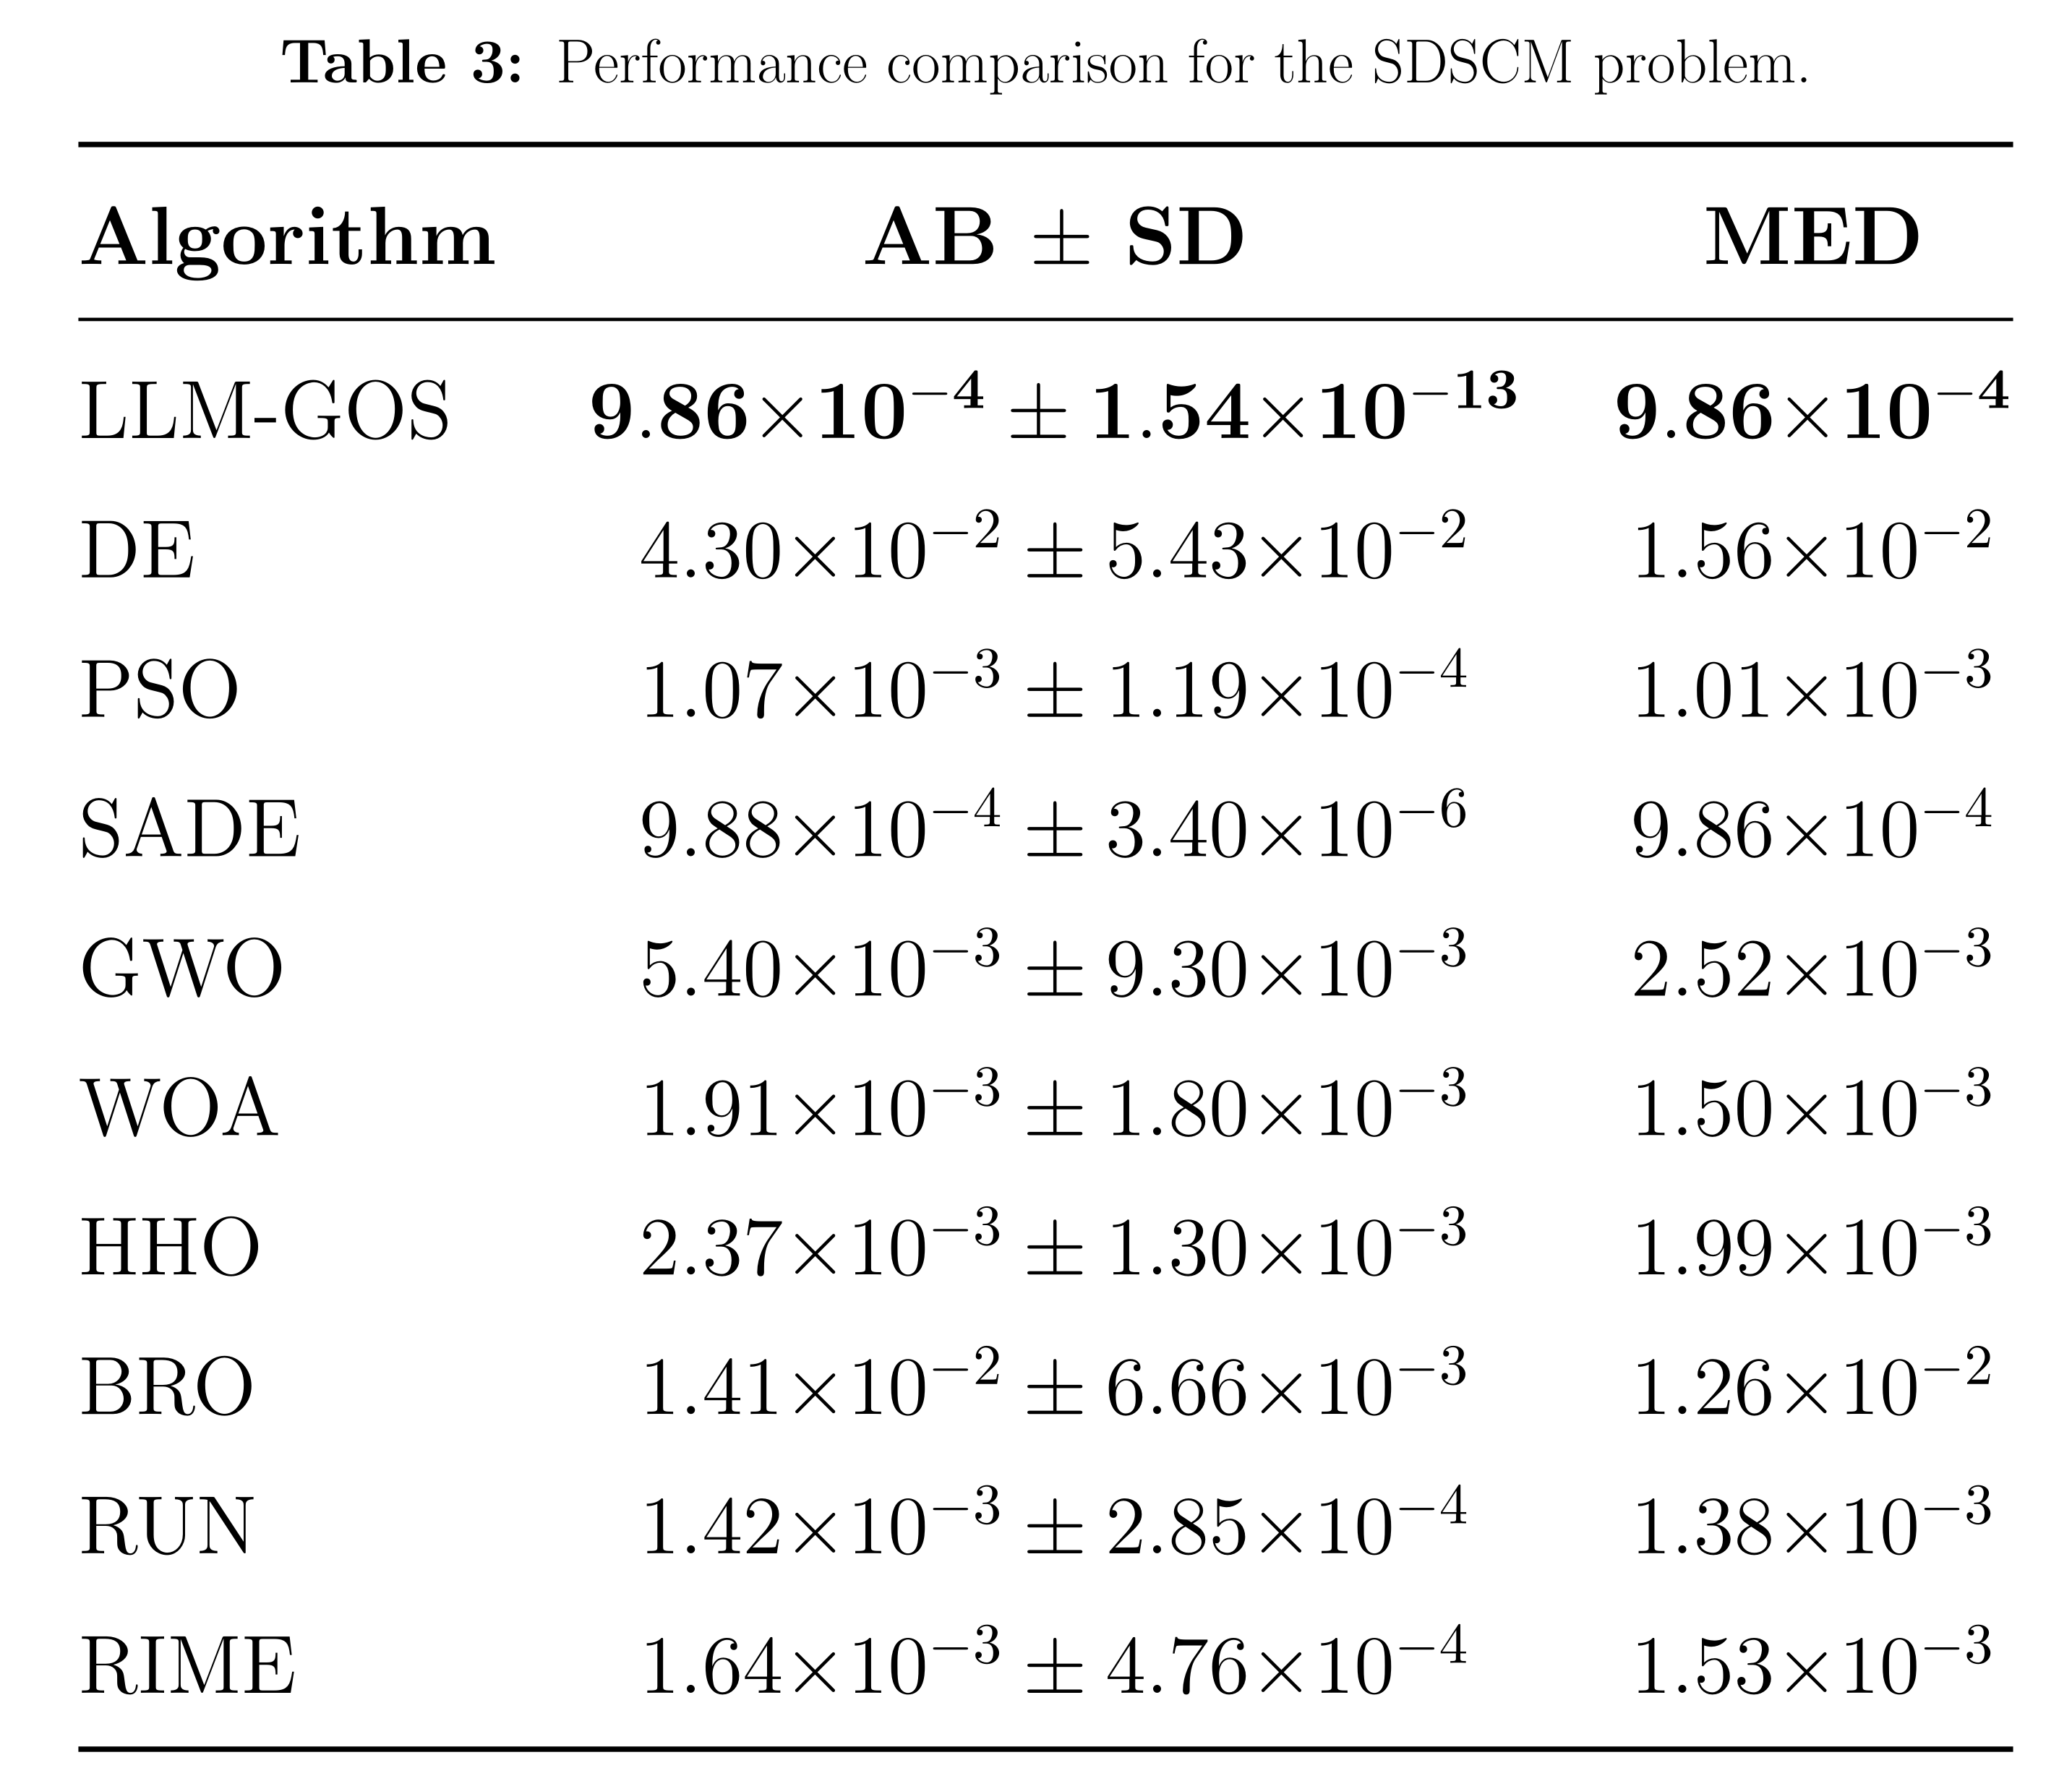 Table 3: Performance comparison for the SDSCM problem.
Algorithm AB ± SD MED
LLM-GOS 9.86×10⁻⁴ ± 1.54×10⁻¹³ 9.86×10⁻⁴
DE 4.30×10⁻² ± 5.43×10⁻² 1.56×10⁻²
PSO 1.07×10⁻³ ± 1.19×10⁻⁴ 1.01×10⁻³
SADE 9.88×10⁻⁴ ± 3.40×10⁻⁶ 9.86×10⁻⁴
GWO 5.40×10⁻³ ± 9.30×10⁻³ 2.52×10⁻³
WOA 1.91×10⁻³ ± 1.80×10⁻³ 1.50×10⁻³
HHO 2.37×10⁻³ ± 1.30×10⁻³ 1.99×10⁻³
BRO 1.41×10⁻² ± 6.66×10⁻³ 1.26×10⁻²
RUN 1.42×10⁻³ ± 2.85×10⁻⁴ 1.38×10⁻³
RIME 1.64×10⁻³ ± 4.76×10⁻⁴ 1.53×10⁻³